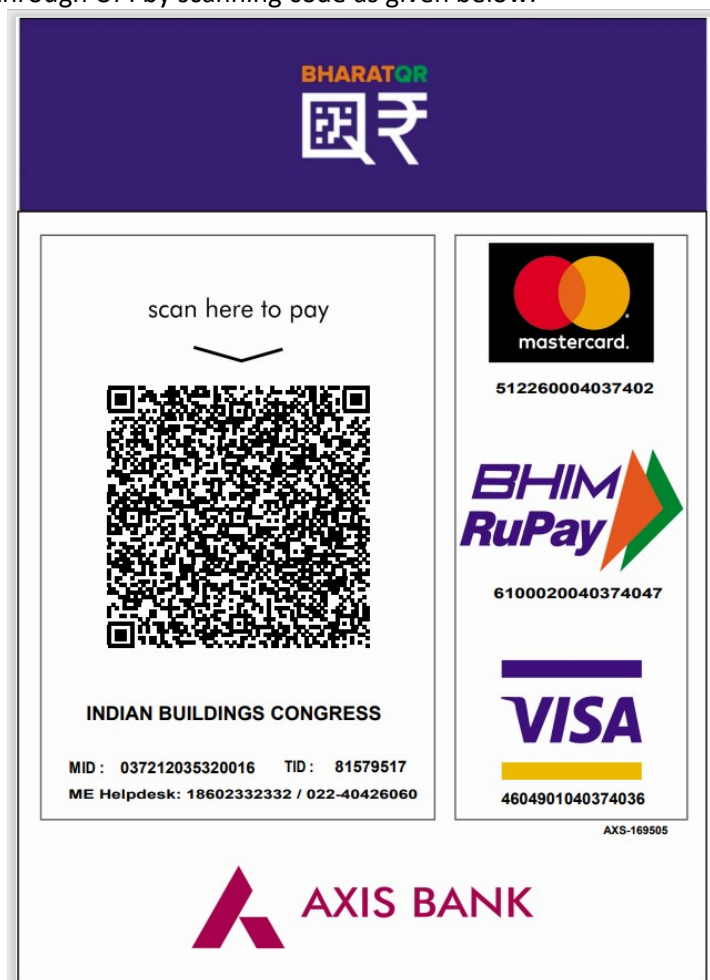 through UPI by scanning code as given below:
BHARATQR
scan here to pay
INDIAN BUILDINGS CONGRESS
MID : 037212035320016 TID : 81579517
ME Helpdesk: 18602332332 / 022-40426060
mastercard.
512260004037402
BHIM
RuPay
6100020040374047
VISA
4604901040374036
AXS-169505
AXIS BANK